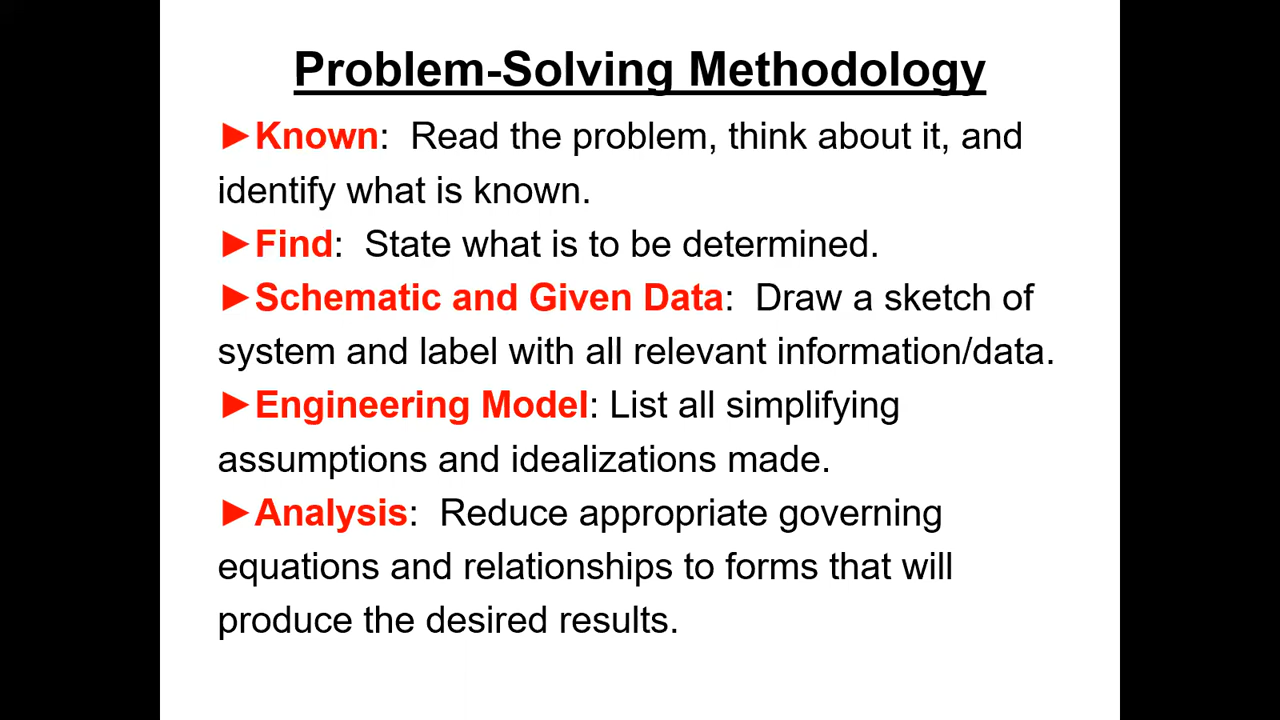 Problem-Solving Methodology
►Known:  Read the problem, think about it, and
identify what is known.
►Find:  State what is to be determined.
►Schematic and Given Data:  Draw a sketch of
system and label with all relevant information/data.
►Engineering Model: List all simplifying
assumptions and idealizations made.
►Analysis:  Reduce appropriate governing
equations and relationships to forms that will
produce the desired results.